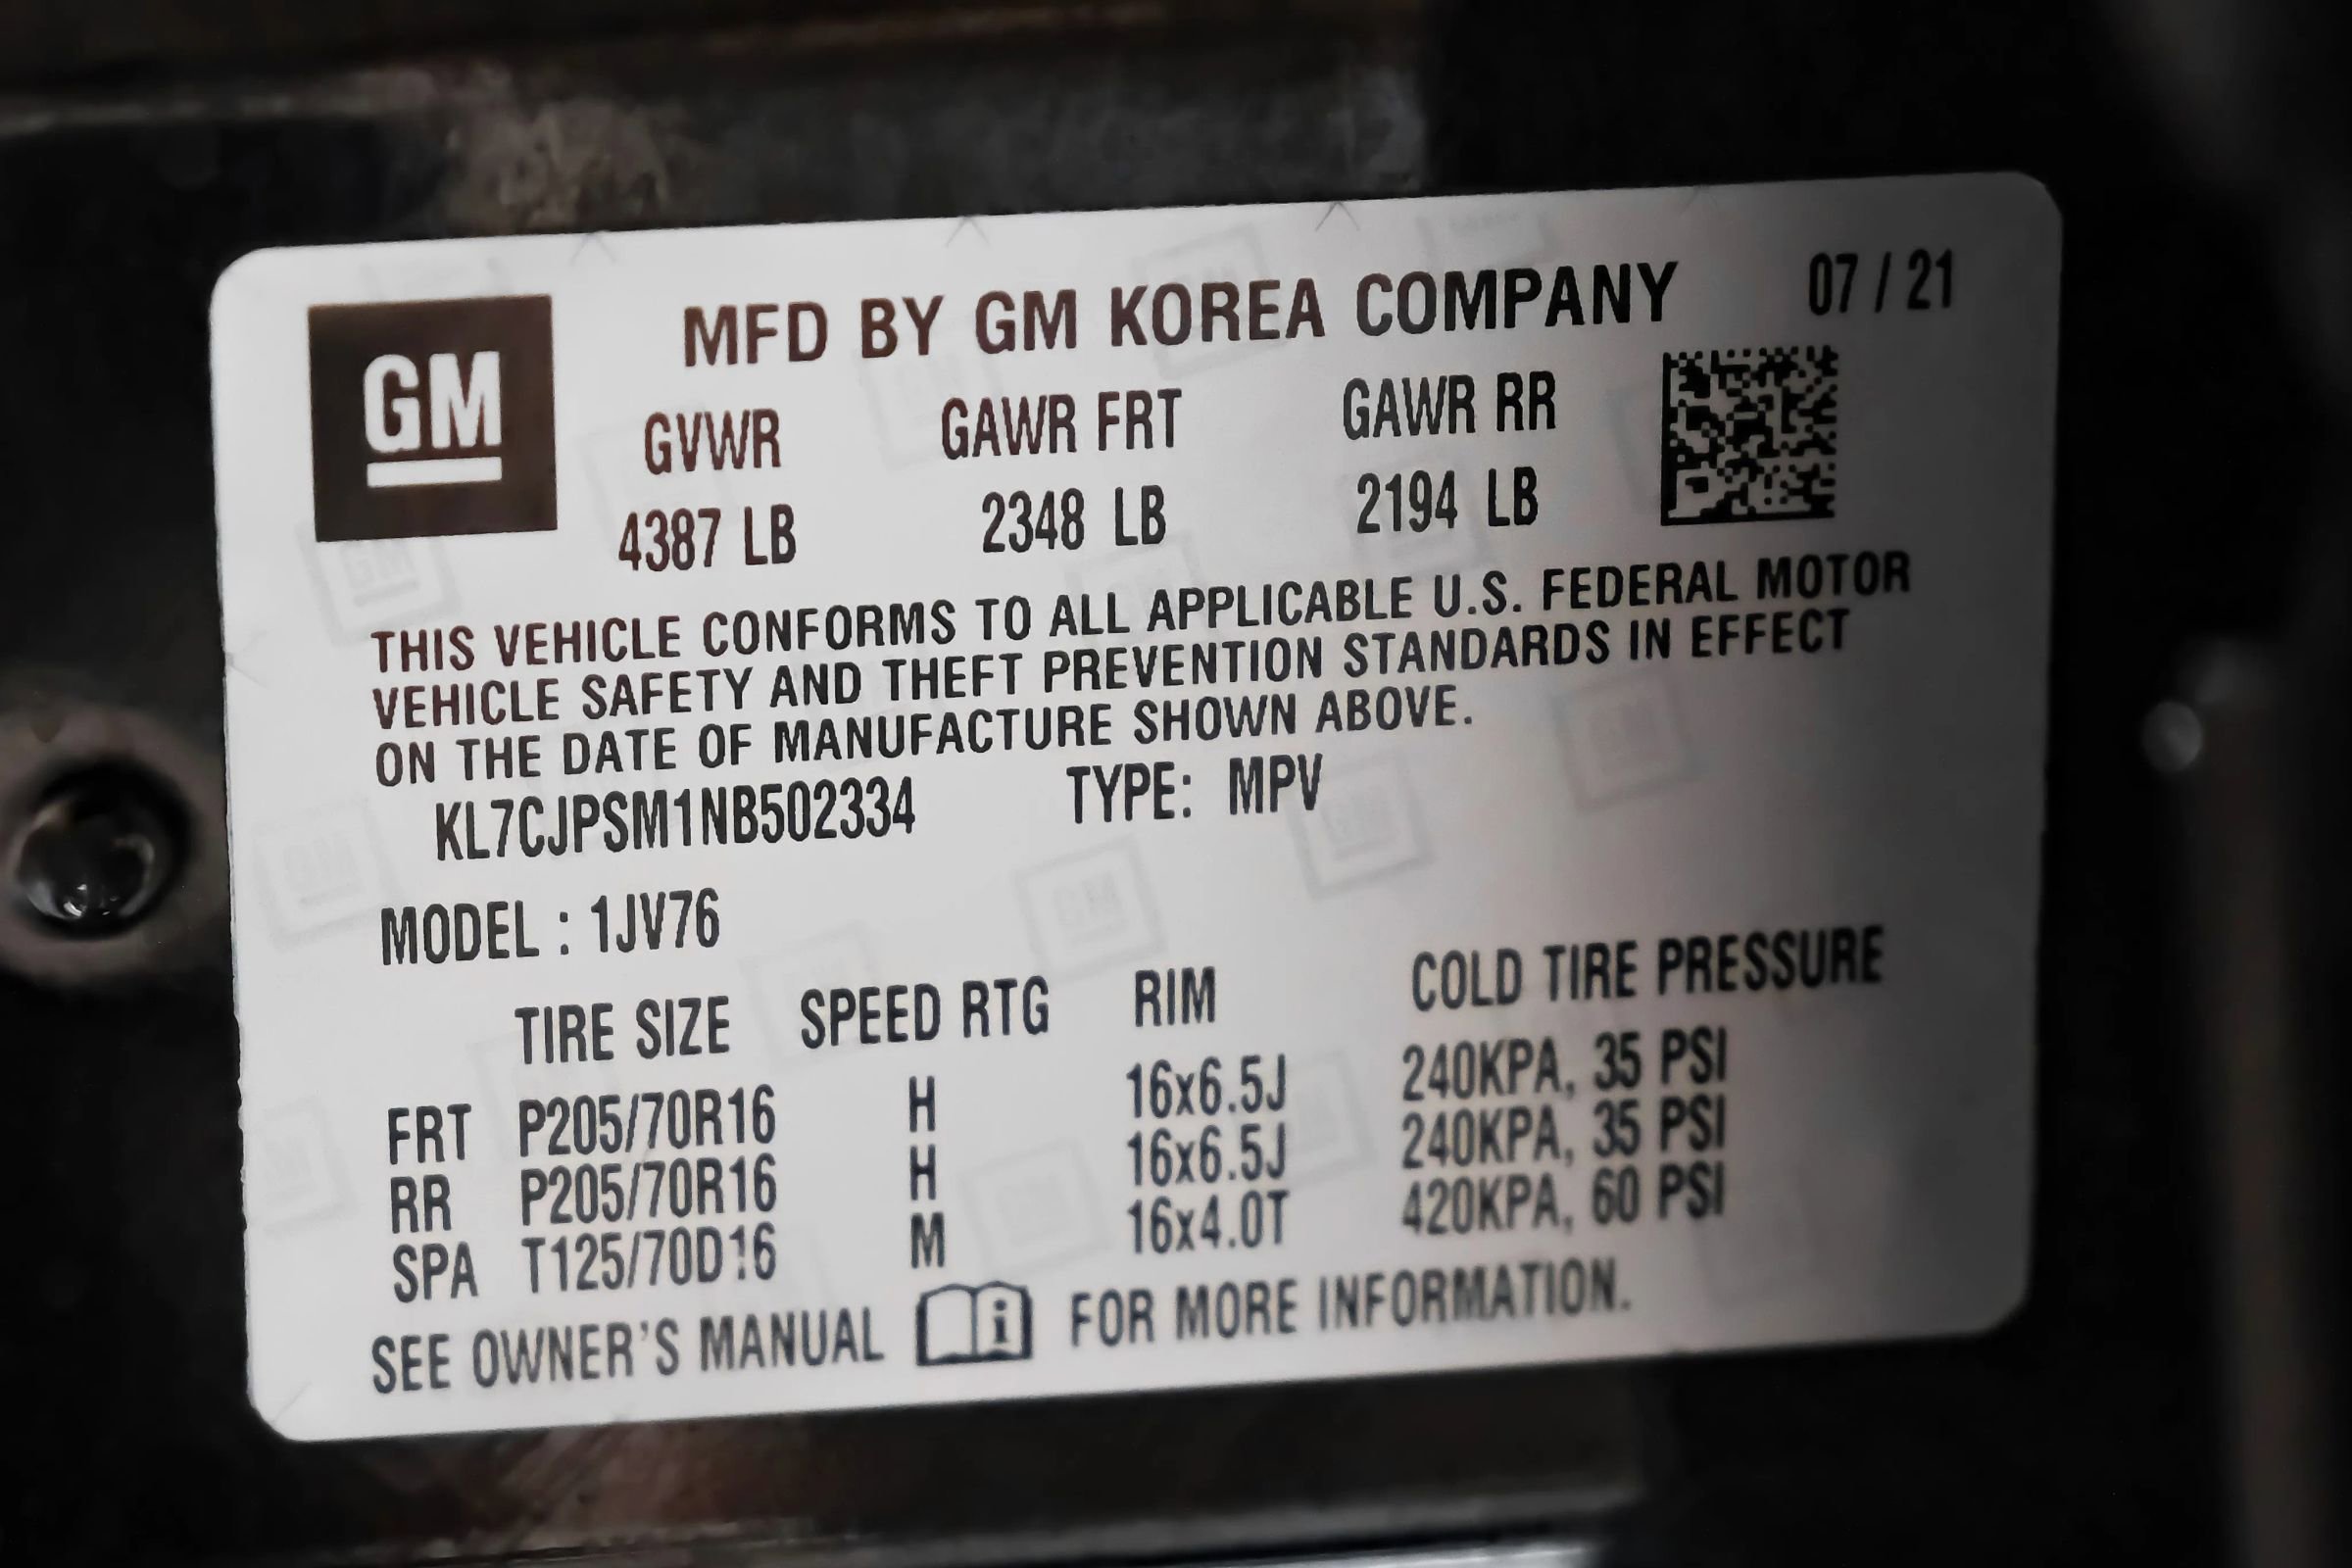 GM
MFD BY GM KOREA COMPANY 07 / 21
GVWR GAWR FRT GAWR RR
4387 LB 2348 LB 2194 LB
THIS VEHICLE CONFORMS TO ALL APPLICABLE U.S. FEDERAL MOTOR
VEHICLE SAFETY AND THEFT PREVENTION STANDARDS IN EFFECT
ON THE DATE OF MANUFACTURE SHOWN ABOVE.
KL7CJPSM1NB502334 TYPE: MPV
MODEL : 1JV76
TIRE SIZE SPEED RTG RIM COLD TIRE PRESSURE
FRT P205/70R16 H 16x6.5J 240KPA, 35 PSI
RR P205/70R16 H 16x6.5J 240KPA, 35 PSI
SPA T125/70D16 M 16x4.0T 420KPA, 60 PSI
SEE OWNER'S MANUAL i FOR MORE INFORMATION.